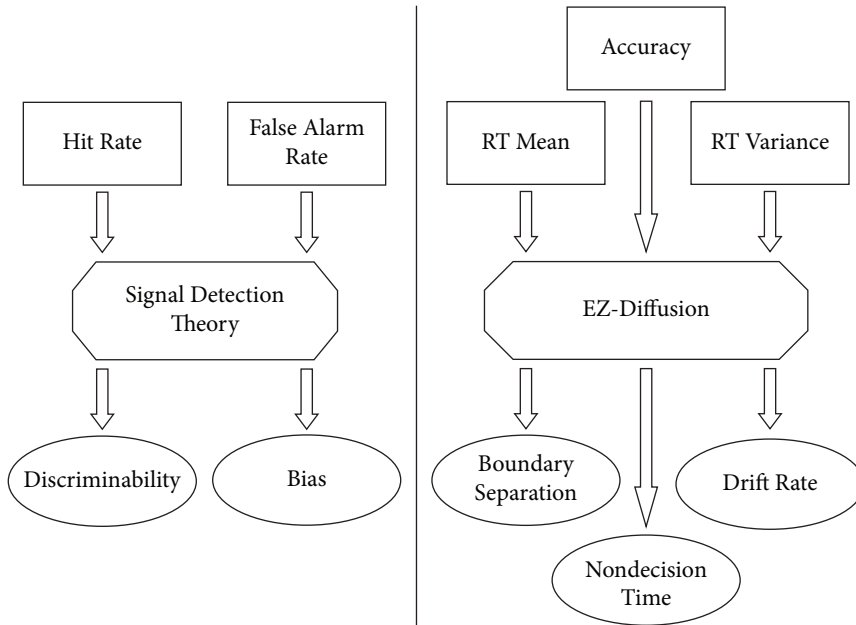 Hit Rate
False Alarm
Rate
Signal Detection
Theory
Discriminability
Bias
Accuracy
RT Mean
RT Variance
EZ-Diffusion
Boundary
Separation
Drift Rate
Nondecision
Time